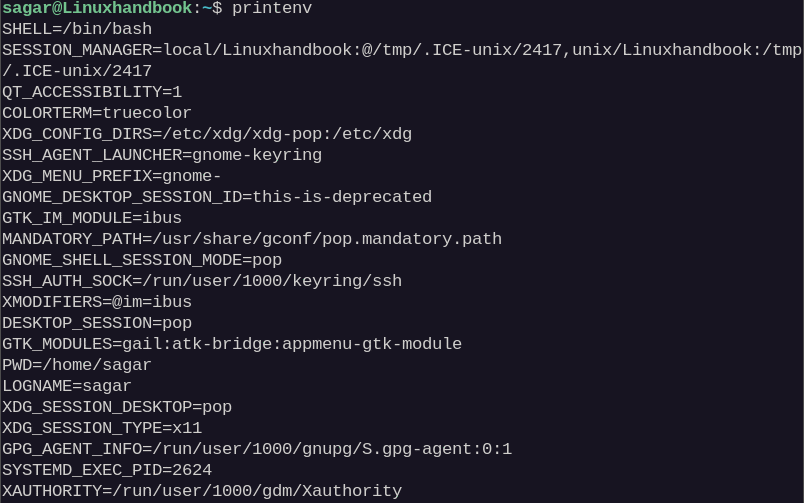 sagar@Linuxhandbook:~$ printenv
SHELL=/bin/bash
SESSION_MANAGER=local/Linuxhandbook:@/tmp/.ICE-unix/2417,unix/Linuxhandbook:/tmp
/.ICE-unix/2417
QT_ACCESSIBILITY=1
COLORTERM=truecolor
XDG_CONFIG_DIRS=/etc/xdg/xdg-pop:/etc/xdg
SSH_AGENT_LAUNCHER=gnome-keyring
XDG_MENU_PREFIX=gnome-
GNOME_DESKTOP_SESSION_ID=this-is-deprecated
GTK_IM_MODULE=ibus
MANDATORY_PATH=/usr/share/gconf/pop.mandatory.path
GNOME_SHELL_SESSION_MODE=pop
SSH_AUTH_SOCK=/run/user/1000/keyring/ssh
XMODIFIERS=@im=ibus
DESKTOP_SESSION=pop
GTK_MODULES=gail:atk-bridge:appmenu-gtk-module
PWD=/home/sagar
LOGNAME=sagar
XDG_SESSION_DESKTOP=pop
XDG_SESSION_TYPE=x11
GPG_AGENT_INFO=/run/user/1000/gnupg/S.gpg-agent:0:1
SYSTEMD_EXEC_PID=2624
XAUTHORITY=/run/user/1000/gdm/Xauthority